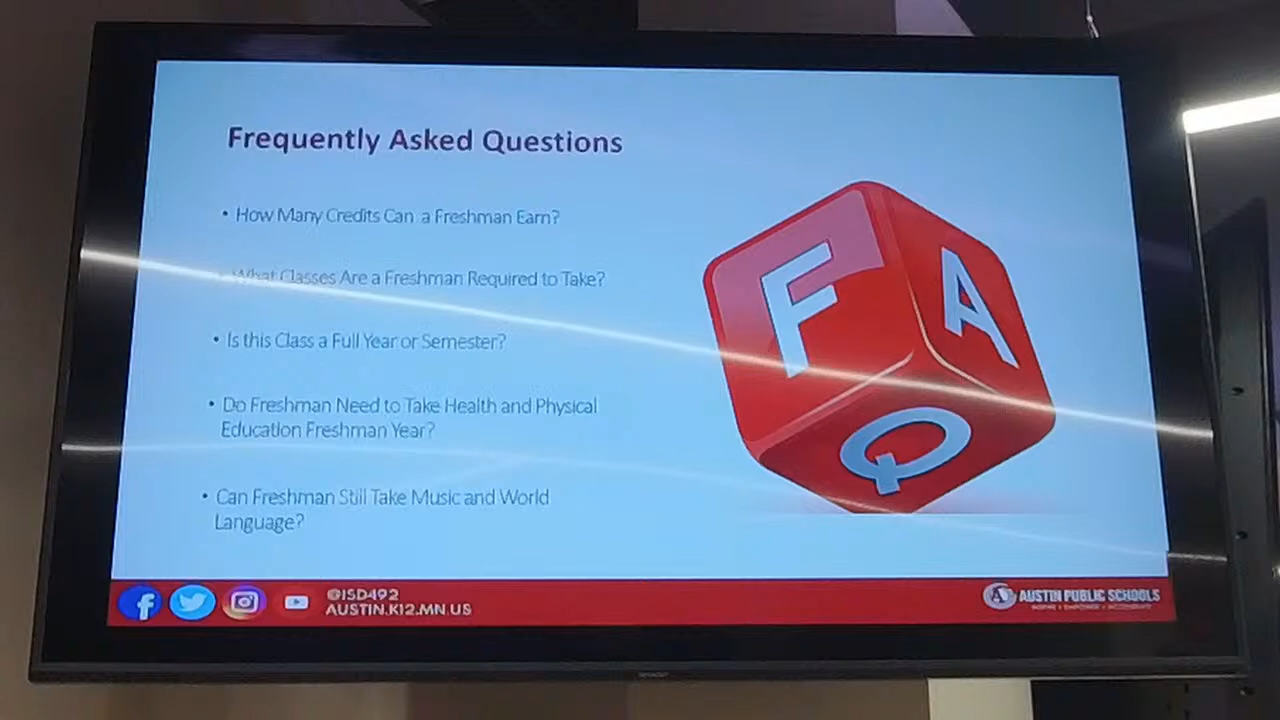 Frequently Asked Questions
• How Many Credits Can a Freshman Earn?
What Classes Are a Freshman Required to Take?
• Is this Class a Full Year or Semester?
• Do Freshman Need to Take Health and Physical
Education Freshman Year?
• Can Freshman Still Take Music and World
Language?
F A
Q
@ISD492
AUSTIN.K12.MN.US
AUSTIN PUBLIC SCHOOLS